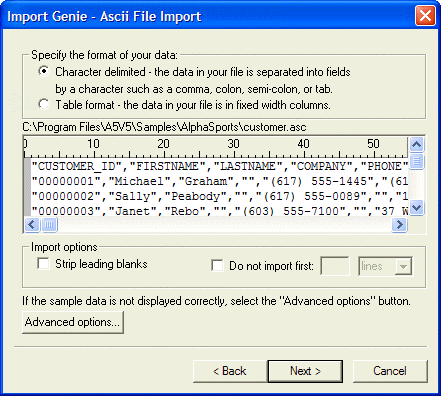 Import Genie - Ascii File Import
Specify the format of your data:
Character delimited - the data in your file is separated into fields
by a character such as a comma, colon, semi-colon, or tab.
Table format - the data in your file is in fixed width columns.
C:\Program Files\A5V5\Samples\AlphaSports\customer.asc
0 10 20 30 40 50
"CUSTOMER_ID","FIRSTNAME","LASTNAME","COMPANY","PHONE"
"00000001","Michael","Graham","","(617) 555-1445","(61
"00000002","Sally","Peabody","","(617) 555-0089","","1
"00000003","Janet","Rebo","","(603) 555-7100","","37 W
Import options
Strip leading blanks
Do not import first:
lines
If the sample data is not displayed correctly, select the "Advanced options" button.
Advanced options...
< Back
Next >
Cancel